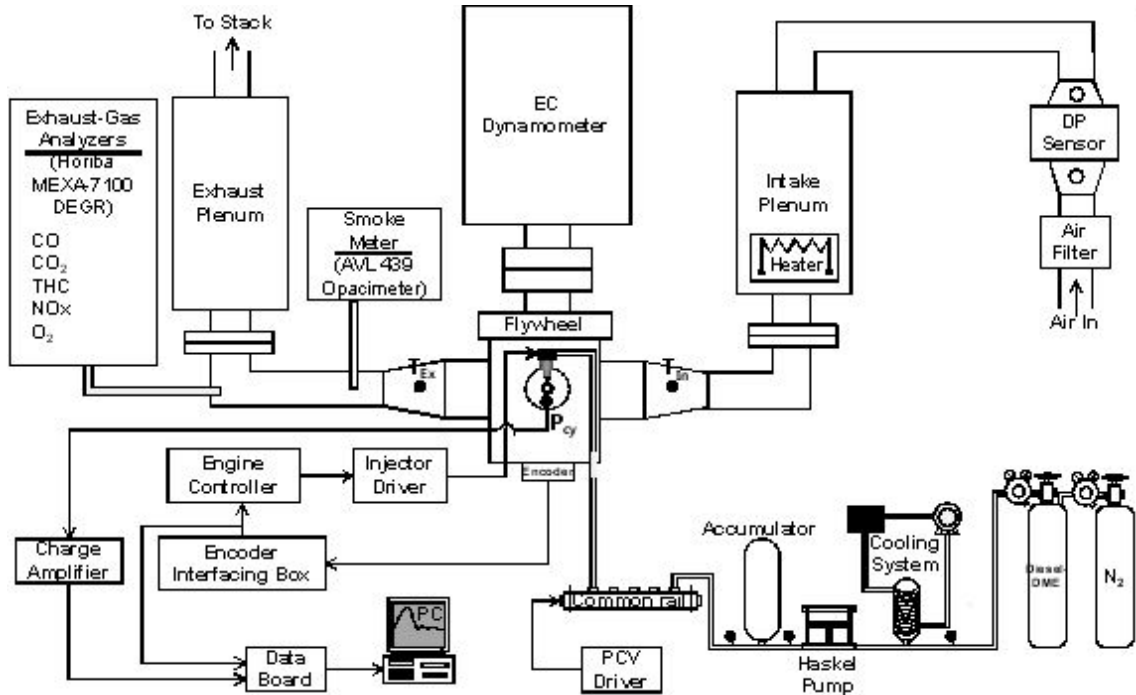 To Stack
Exhaust-Gas
Analyzers
(Horiba
MEXA-7100
DEGR)
CO
CO₂
THC
NOx
O₂
Exhaust
Plenum
Smoke
Meter
(AVL 439
Opacimeter)
EC
Dynamometer
Flywheel
Intake
Plenum
Heater
DP
Sensor
Air
Filter
Air In
T_Ex
T_In
P_cy
Encoder
Engine
Controller
Injector
Driver
Charge
Amplifier
Encoder
Interfacing Box
PC
Data
Board
Common rail
PCV
Driver
Accumulator
Haskel
Pump
Cooling
System
Diesel-
DME
N₂